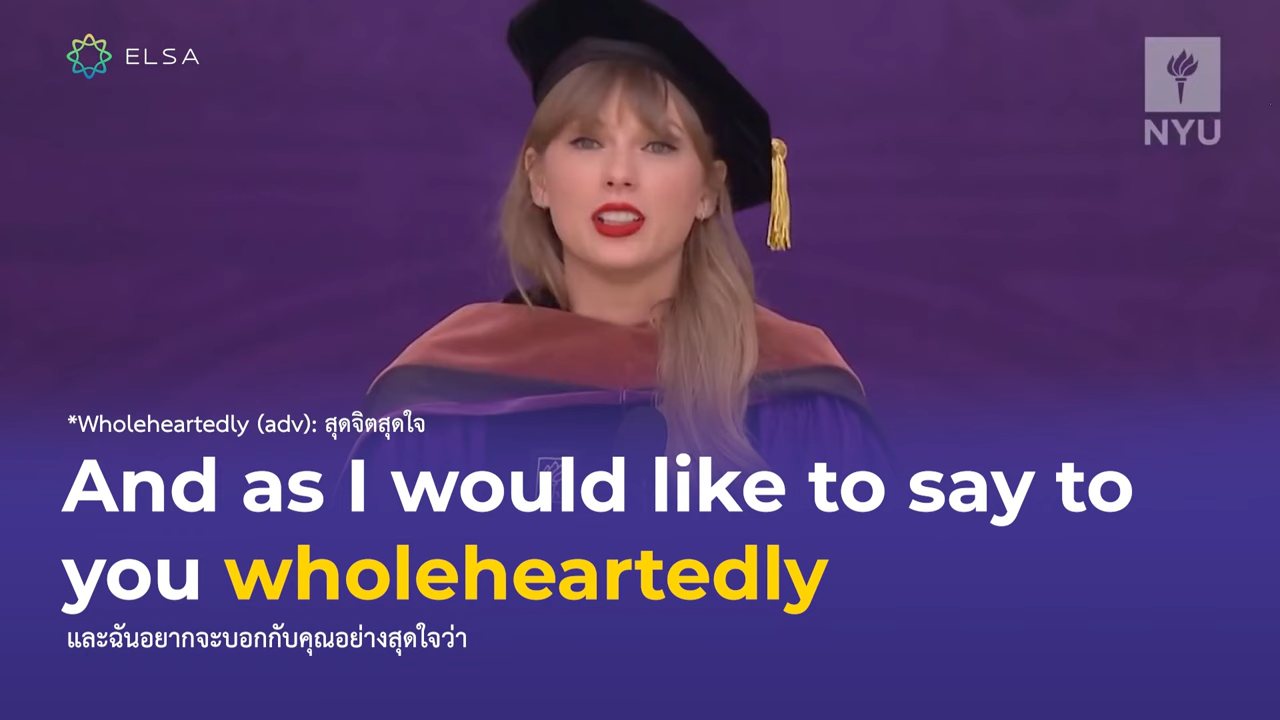 ELSA
NYU
*Wholeheartedly (adv): สุดจิตสุดใจ
And as I would like to say to
you wholeheartedly
และฉันอยากจะบอกกับคุณอย่างสุดใจว่า